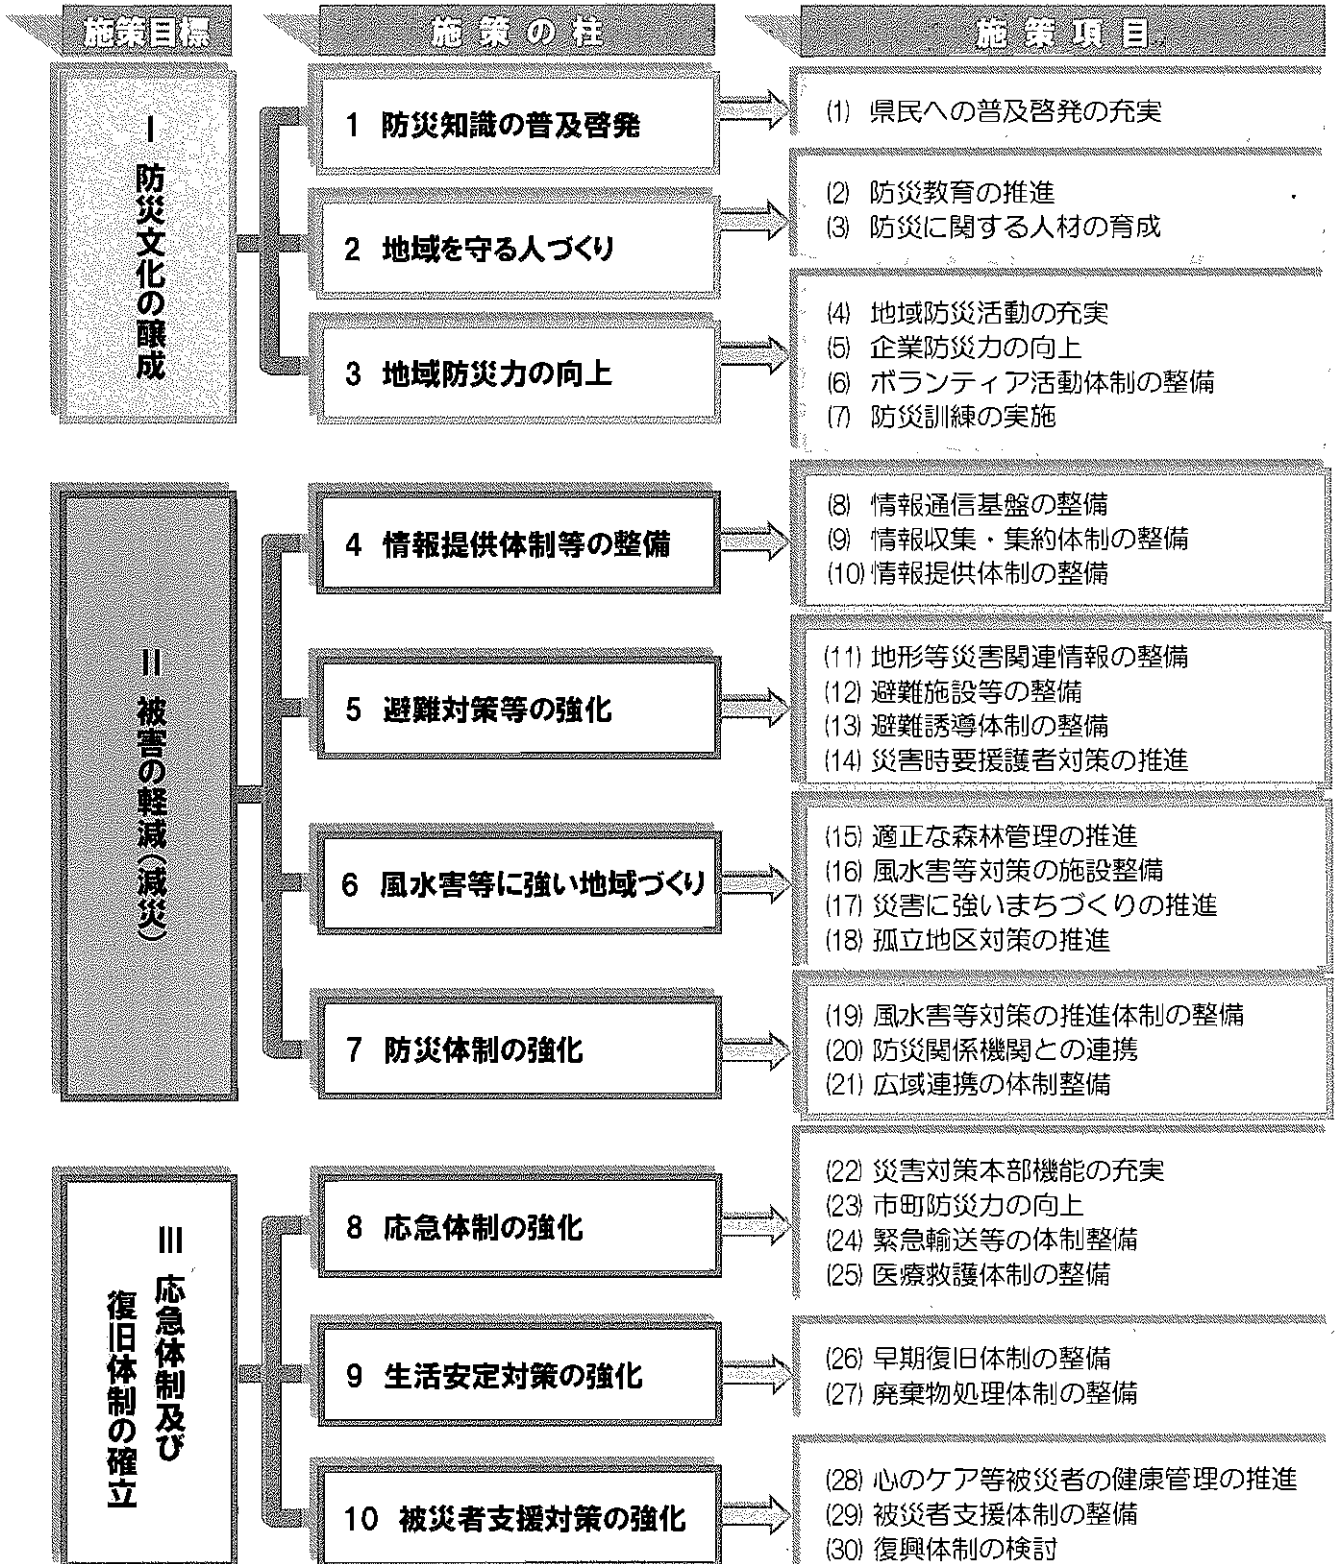 施策目標
施策の柱
施策項目
I 防災文化の醸成
1 防災知識の普及啓発
(1) 県民への普及啓発の充実
2 地域を守る人づくり
(2) 防災教育の推進
(3) 防災に関する人材の育成
3 地域防災力の向上
(4) 地域防災活動の充実
(5) 企業防災力の向上
(6) ボランティア活動体制の整備
(7) 防災訓練の実施
II 被害の軽減(減災)
4 情報提供体制等の整備
(8) 情報通信基盤の整備
(9) 情報収集・集約体制の整備
(10) 情報提供体制の整備
5 避難対策等の強化
(11) 地形等災害関連情報の整備
(12) 避難施設等の整備
(13) 避難誘導体制の整備
(14) 災害時要援護者対策の推進
6 風水害等に強い地域づくり
(15) 適正な森林管理の推進
(16) 風水害等対策の施設整備
(17) 災害に強いまちづくりの推進
(18) 孤立地区対策の推進
7 防災体制の強化
(19) 風水害等対策の推進体制の整備
(20) 防災関係機関との連携
(21) 広域連携の体制整備
III 応急体制及び
復旧体制の確立
8 応急体制の強化
(22) 災害対策本部機能の充実
(23) 市町防災力の向上
(24) 緊急輸送等の体制整備
(25) 医療救護体制の整備
9 生活安定対策の強化
(26) 早期復旧体制の整備
(27) 廃棄物処理体制の整備
10 被災者支援対策の強化
(28) 心のケア等被災者の健康管理の推進
(29) 被災者支援体制の整備
(30) 復興体制の検討